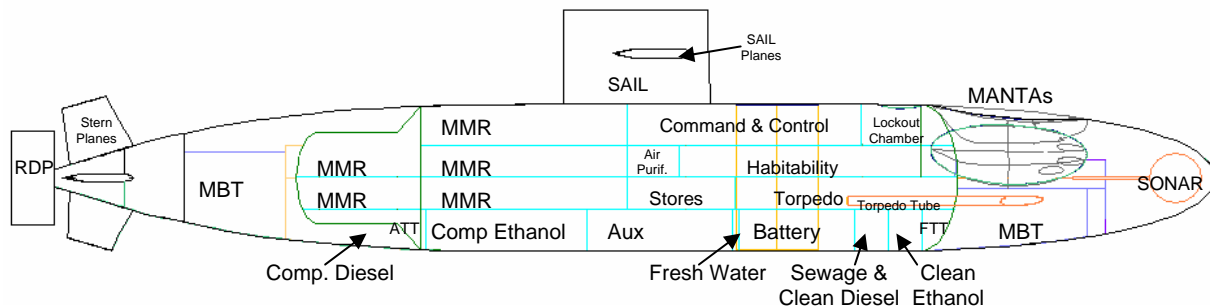 SAIL
Planes
SAIL
MANTAs
Stern
Planes
MMR
Command & Control
Lockout
Chamber
RDP
MBT
MMR
MMR
Air
Purif.
Habitability
SONAR
MMR
MMR
Stores
Torpedo
Torpedo Tube
ATT
Comp Ethanol
Aux
Battery
FTT
MBT
Comp. Diesel
Fresh Water
Sewage &
Clean Diesel
Clean
Ethanol